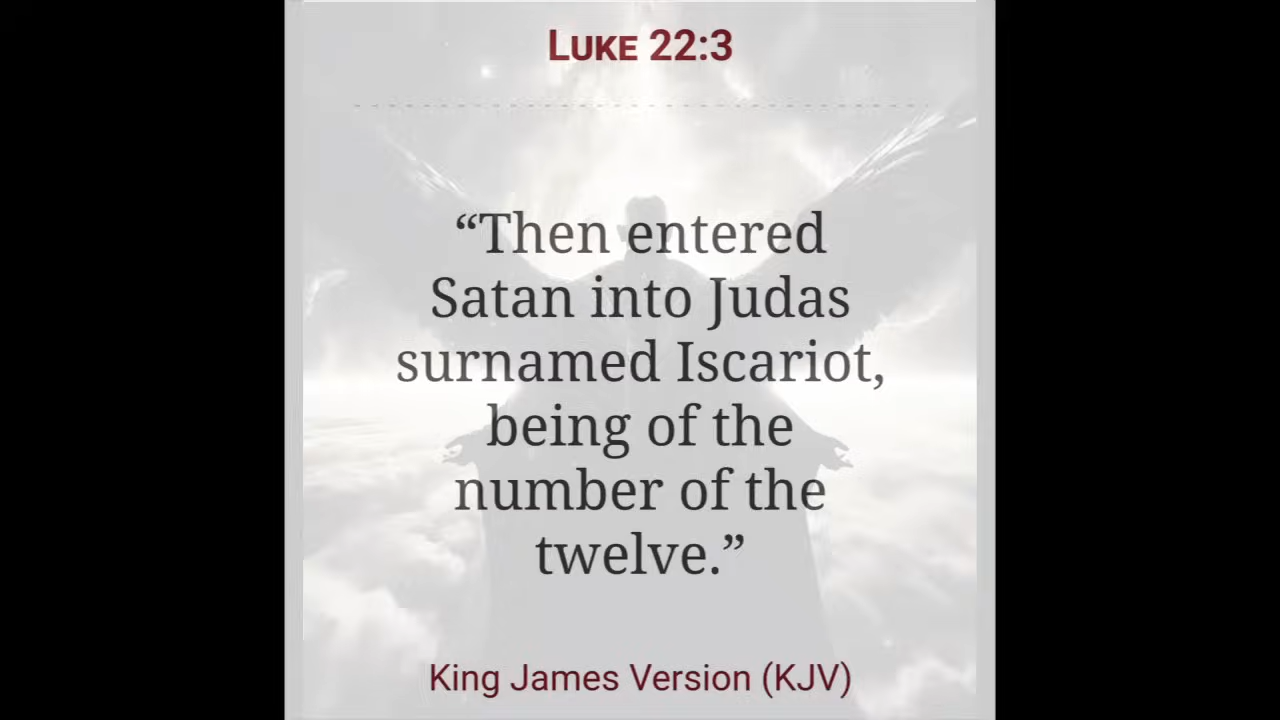 Luke 22:3
“Then entered
Satan into Judas
surnamed Iscariot,
being of the
number of the
twelve.”
King James Version (KJV)